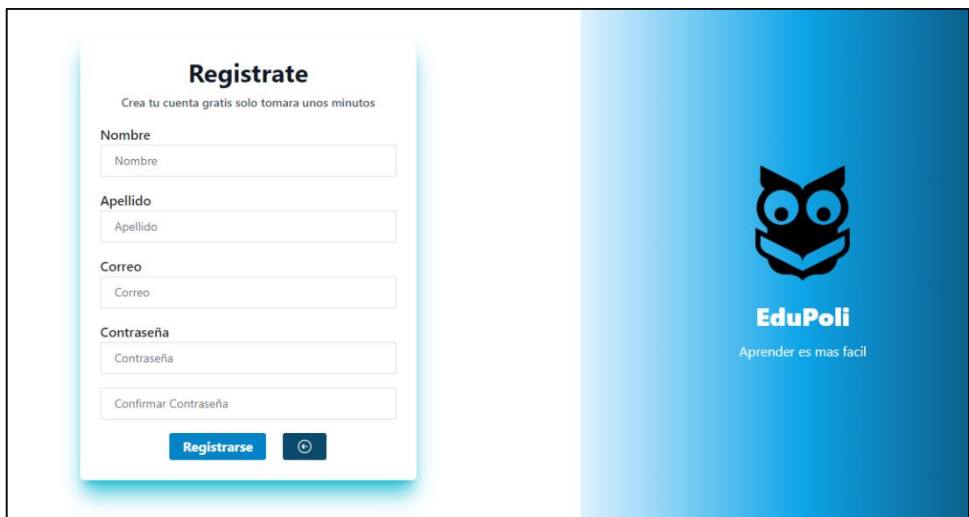 Registrate
Crea tu cuenta gratis solo tomara unos minutos
Nombre
Nombre
Apellido
Apellido
Correo
Correo
Contraseña
Contraseña
Confirmar Contraseña
Registrarse
EduPoli
Aprender es mas facil